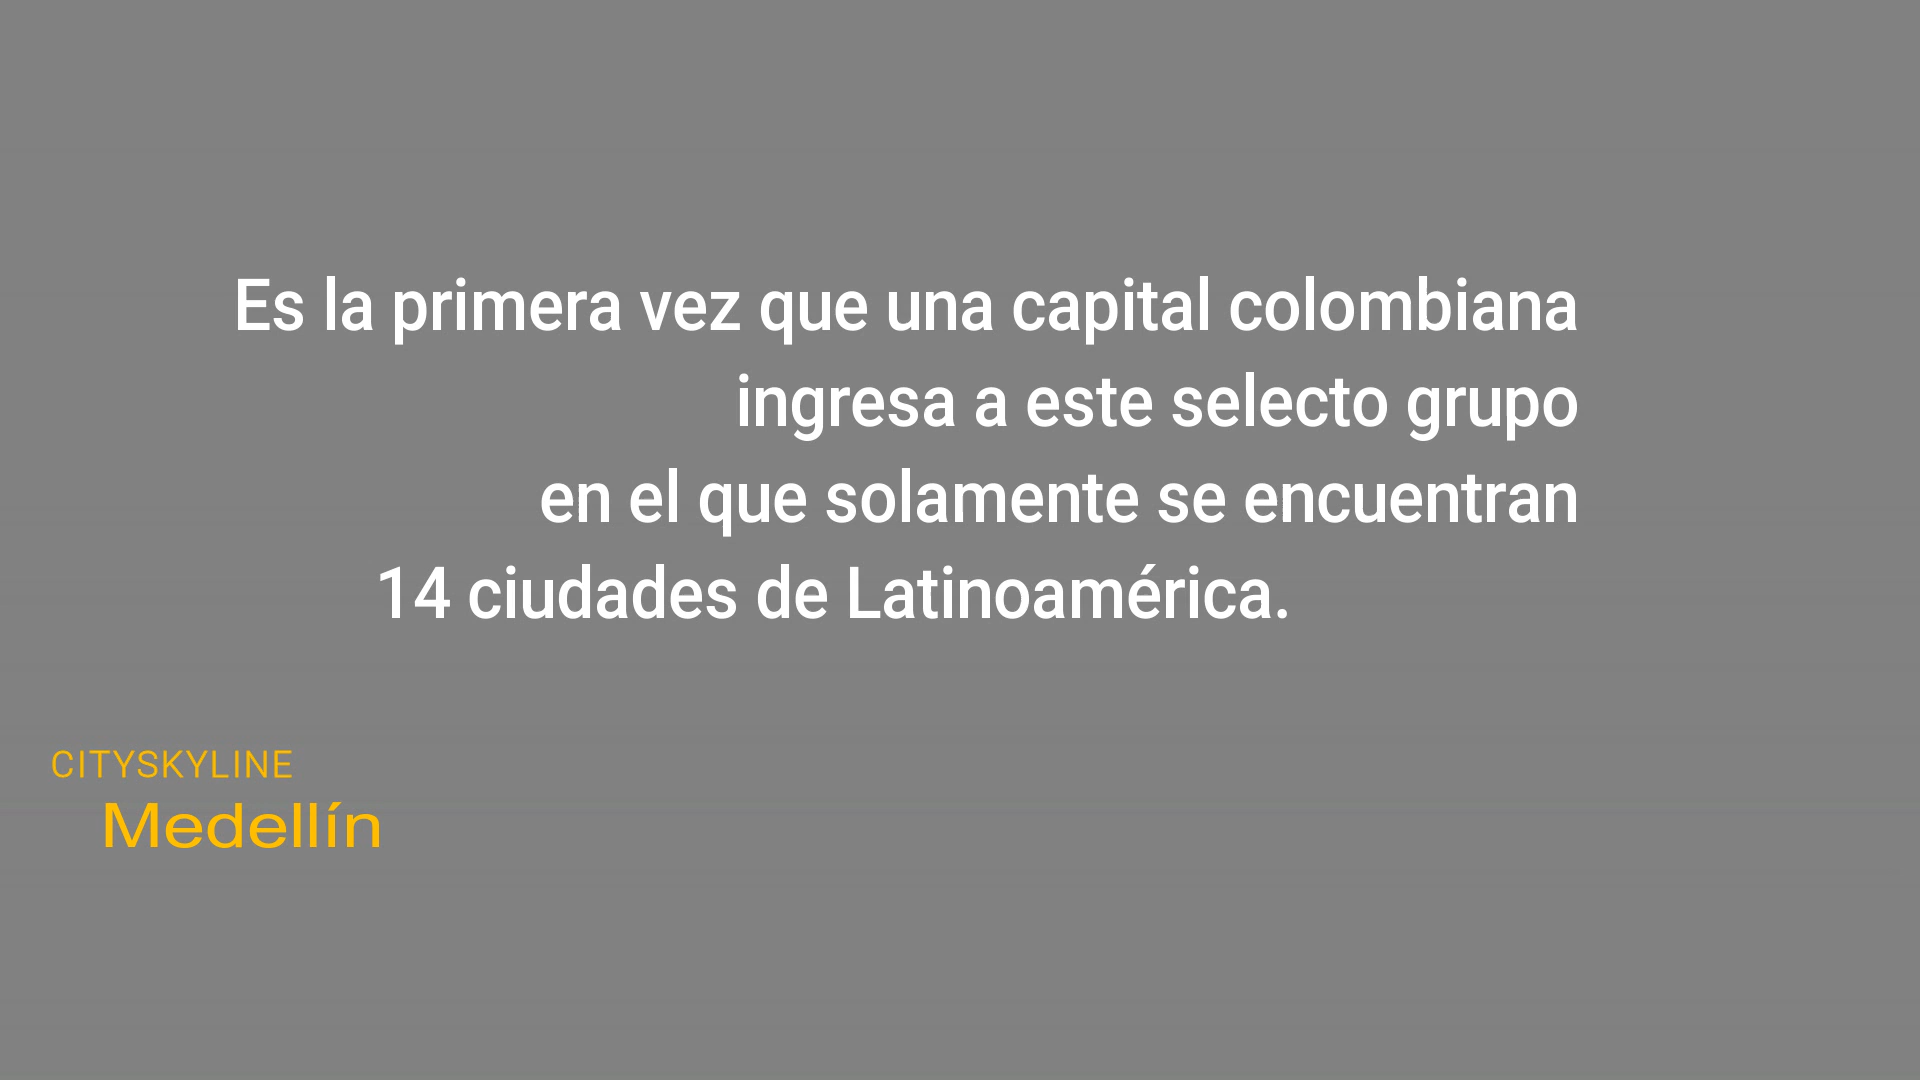 Es la primera vez que una capital colombiana
ingresa a este selecto grupo
en el que solamente se encuentran
14 ciudades de Latinoamérica.
CITYSKYLINE
Medellín